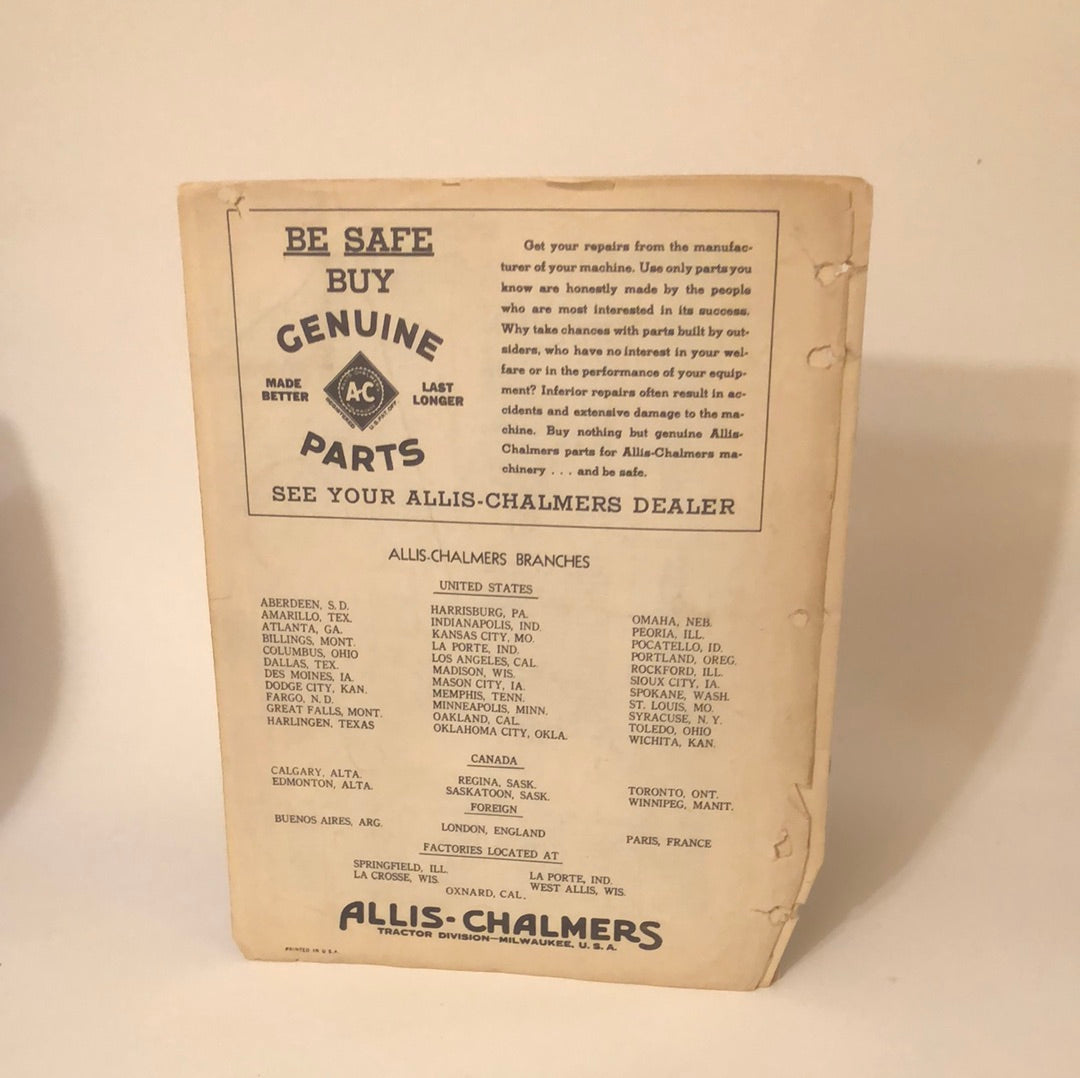 BE SAFE
BUY
GENUINE
MADE
BETTER
A-C
REGISTERED
U.S. PAT. OFF.
LAST
LONGER
PARTS
Get your repairs from the manufac-
turer of your machine. Use only parts you
know are honestly made by the people
who are most interested in its success.
Why take chances with parts built by out-
siders, who have no interest in your wel-
fare or in the performance of your equip-
ment? Inferior repairs often result in ac-
cidents and extensive damage to the ma-
chine. Buy nothing but genuine Allis-
Chalmers parts for Allis-Chalmers ma-
chinery . . . and be safe.
SEE YOUR ALLIS-CHALMERS DEALER
ALLIS-CHALMERS BRANCHES
UNITED STATES
ABERDEEN, S. D.
AMARILLO, TEX.
ATLANTA, GA.
BILLINGS, MONT.
COLUMBUS, OHIO
DALLAS, TEX.
DES MOINES, IA.
DODGE CITY, KAN.
FARGO, N. D.
GREAT FALLS, MONT.
HARLINGEN, TEXAS
HARRISBURG, PA.
INDIANAPOLIS, IND.
KANSAS CITY, MO.
LA PORTE, IND.
LOS ANGELES, CAL.
MADISON, WIS.
MASON CITY, IA.
MEMPHIS, TENN.
MINNEAPOLIS, MINN.
OAKLAND, CAL.
OKLAHOMA CITY, OKLA.
OMAHA, NEB.
PEORIA, ILL.
POCATELLO, ID.
PORTLAND, OREG.
ROCKFORD, ILL.
SIOUX CITY, IA.
SPOKANE, WASH.
ST. LOUIS, MO.
SYRACUSE, N. Y.
TOLEDO, OHIO
WICHITA, KAN.
CANADA
CALGARY, ALTA.
EDMONTON, ALTA.
REGINA, SASK.
SASKATOON, SASK.
TORONTO, ONT.
WINNIPEG, MANIT.
FOREIGN
BUENOS AIRES, ARG.
LONDON, ENGLAND
PARIS, FRANCE
FACTORIES LOCATED AT
SPRINGFIELD, ILL.
LA CROSSE, WIS.
LA PORTE, IND.
WEST ALLIS, WIS.
OXNARD, CAL.
ALLIS-CHALMERS
TRACTOR DIVISION—MILWAUKEE, U. S. A.
PRINTED IN U.S.A.